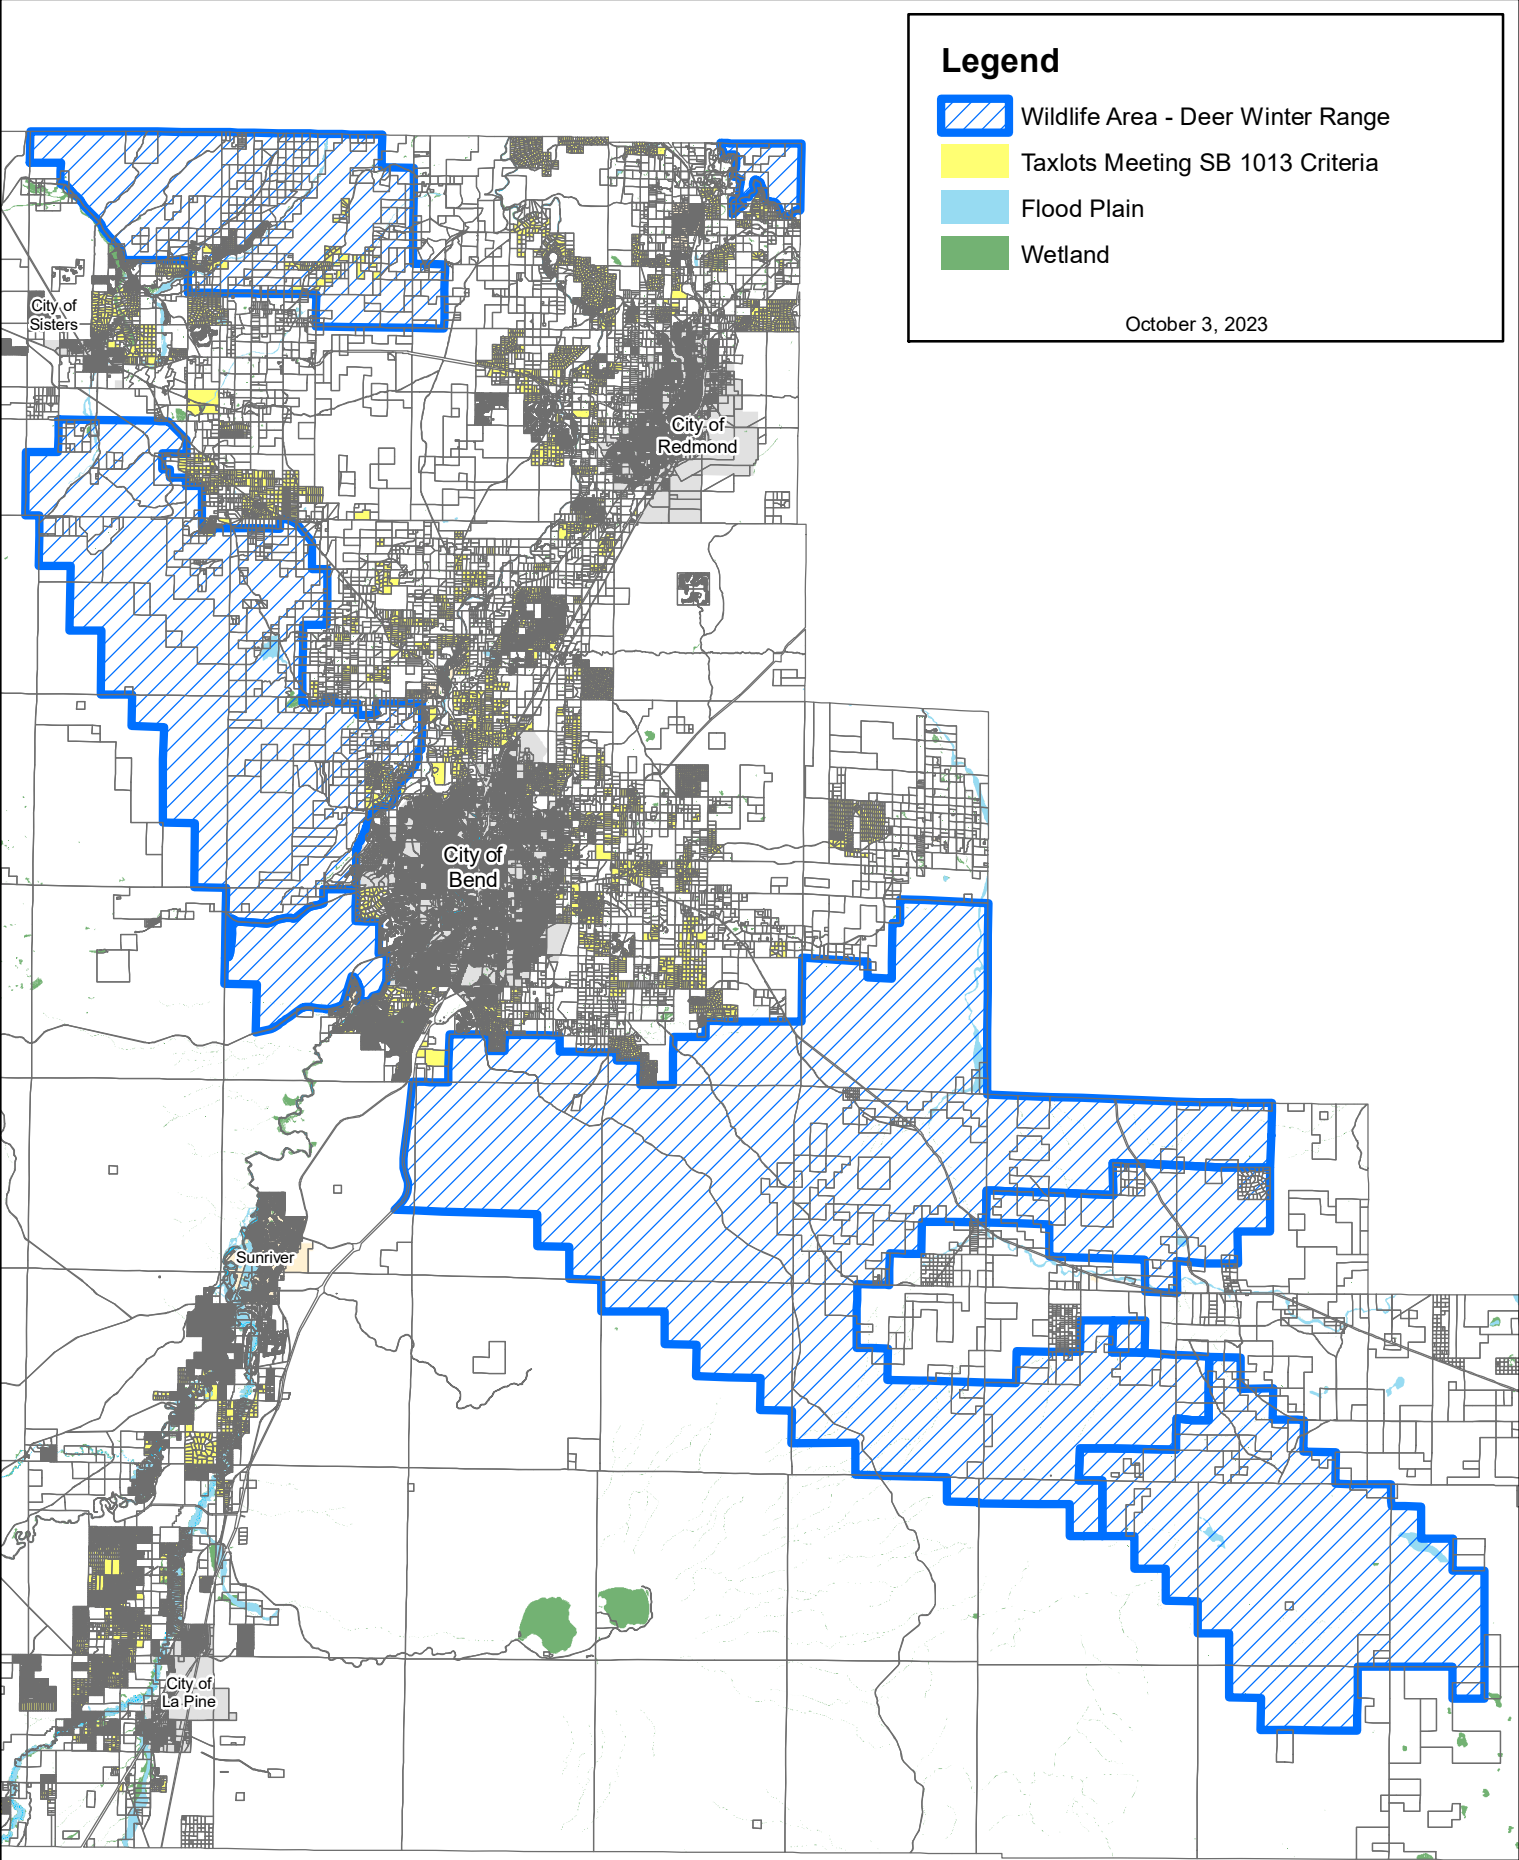 Legend
Wildlife Area - Deer Winter Range
Taxlots Meeting SB 1013 Criteria
Flood Plain
Wetland
October 3, 2023
City of
Sisters
City of
Redmond
City of
Bend
Sunriver
City of
La Pine